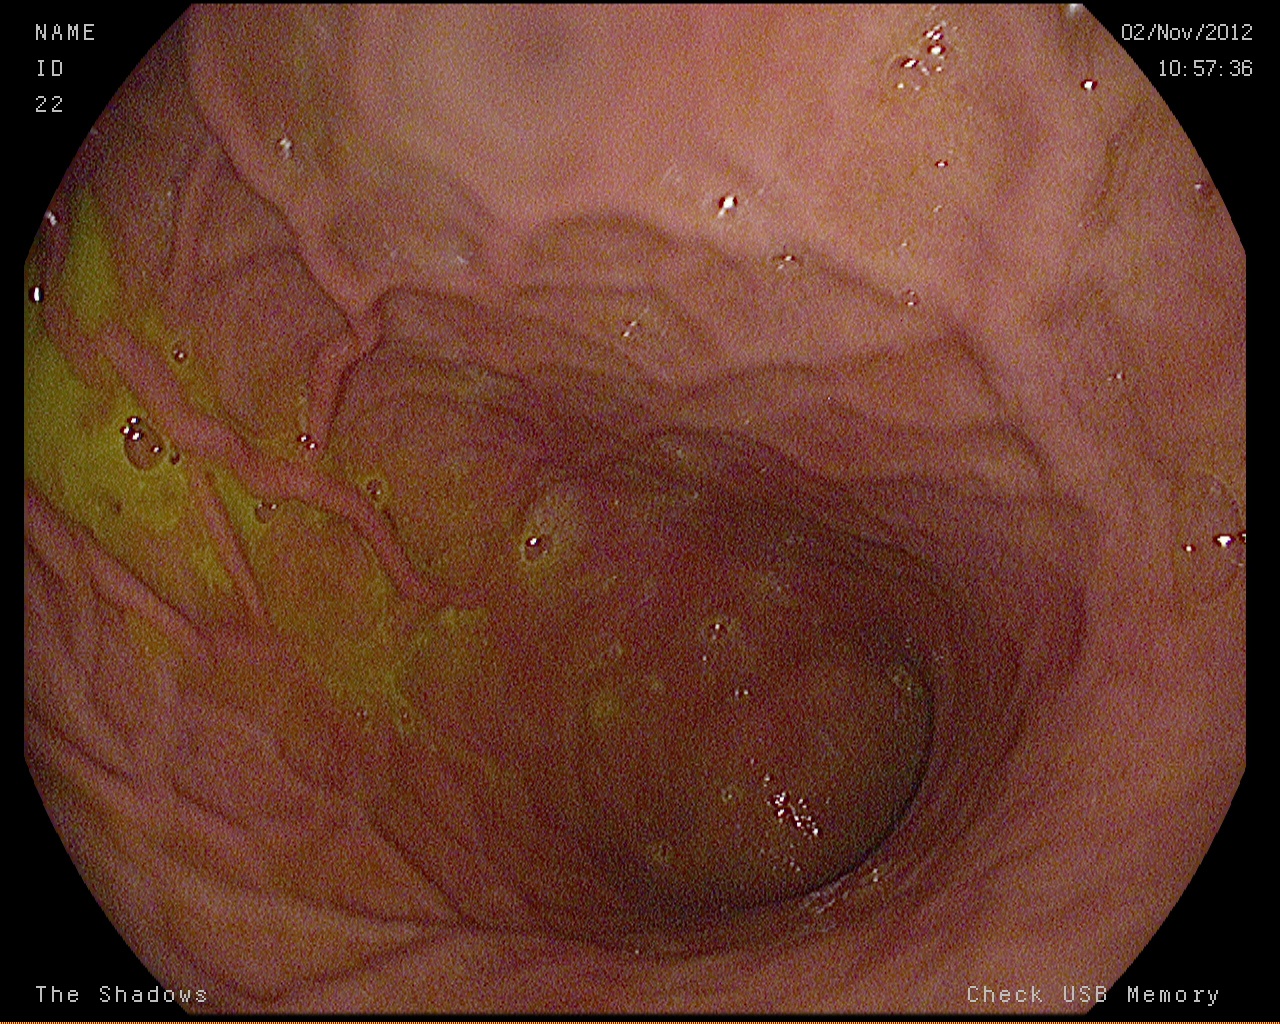 NAME
02/Nov/2012
ID
10:57:36
22
The Shadows
Check USB Memory